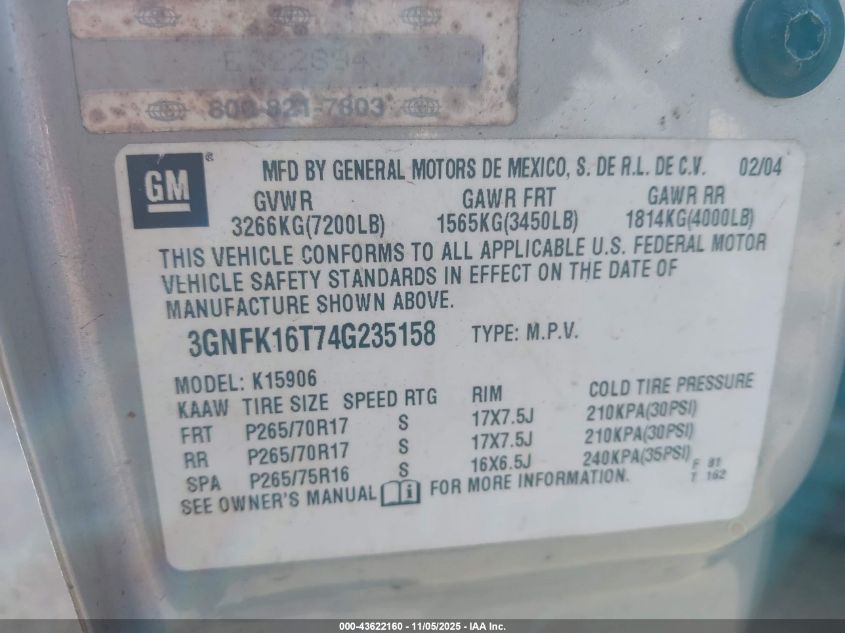 E322694
800-821-7803
GM ® MFD BY GENERAL MOTORS DE MEXICO, S. DE R.L. DE C.V. 02/04
GVWR GAWR FRT GAWR RR
3266KG(7200LB) 1565KG(3450LB) 1814KG(4000LB)
THIS VEHICLE CONFORMS TO ALL APPLICABLE U.S. FEDERAL MOTOR
VEHICLE SAFETY STANDARDS IN EFFECT ON THE DATE OF
MANUFACTURE SHOWN ABOVE.
3GNFK16T74G235158 TYPE: M.P.V.
MODEL: K15906
KAAW TIRE SIZE SPEED RTG RIM COLD TIRE PRESSURE
FRT P265/70R17 S 17X7.5J 210KPA(30PSI)
RR P265/70R17 S 17X7.5J 210KPA(30PSI)
SPA P265/75R16 S 16X6.5J 240KPA(35PSI)
SEE OWNER'S MANUAL i FOR MORE INFORMATION.
F 81
T 162
000-43622160 - 11/05/2025 - IAA Inc.